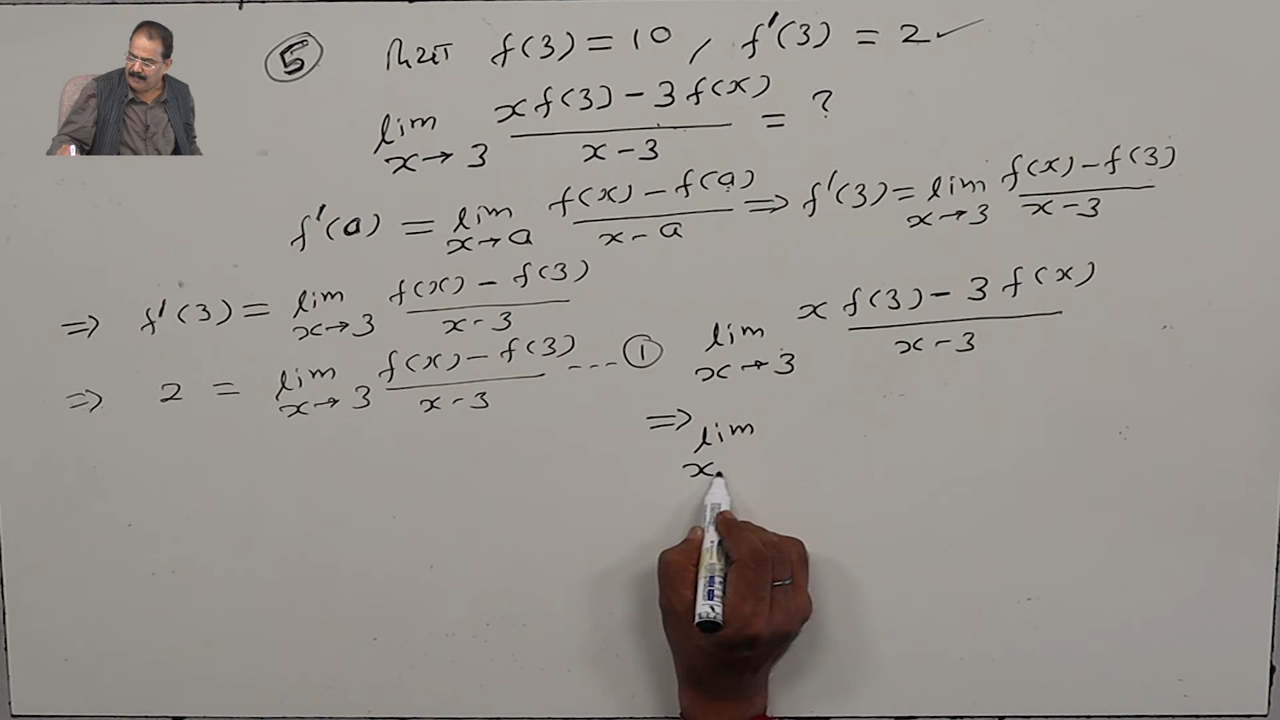 ⑤ દિયા f(3) = 10 , f'(3) = 2 ✓
lim x→3 (x f(3) - 3 f(x))/(x-3) = ?
f'(a) = lim x→a (f(x) - f(a))/(x-a) ⇒ f'(3) = lim x→3 (f(x) - f(3))/(x-3)
⇒ f'(3) = lim x→3 (f(x) - f(3))/(x-3)
⇒ 2 = lim x→3 (f(x) - f(3))/(x-3) ---- ①
lim x→3 (x f(3) - 3 f(x))/(x-3)
⇒ lim x